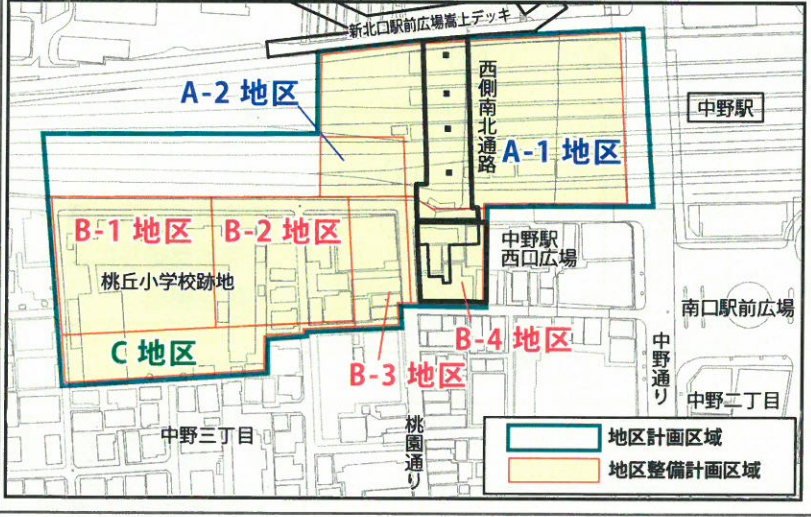 新北口駅前広場嵩上デッキ
A-2 地区
西側南北通路
中野駅
A-1 地区
B-1 地区
B-2 地区
中野駅
西口広場
桃丘小学校跡地
南口駅前広場
C 地区
B-4 地区
B-3 地区
中野通り
中野二丁目
中野三丁目
桃園通り
地区計画区域
地区整備計画区域